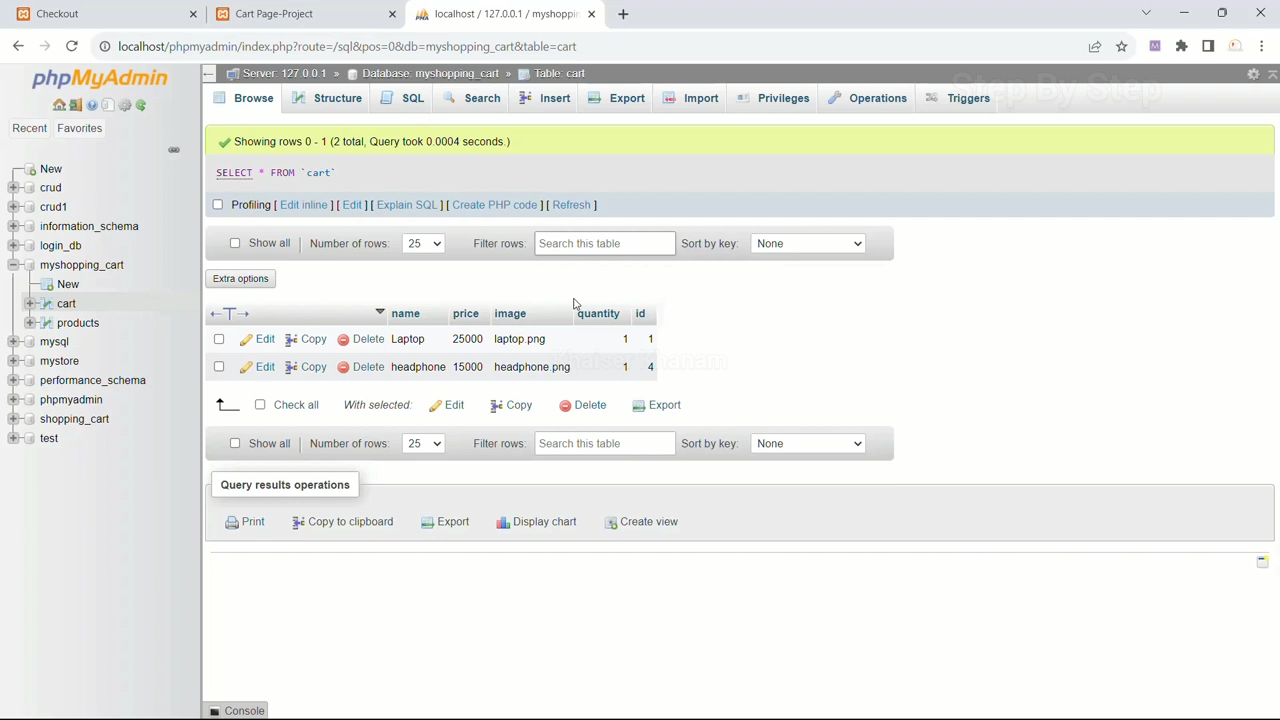 Checkout
Cart Page-Project
localhost / 127.0.0.1 / myshoppin
localhost/phpmyadmin/index.php?route=/sql&pos=0&db=myshopping_cart&table=cart
phpMyAdmin
Server: 127.0.0.1 » Database: myshopping_cart » Table: cart
Step By Step
Browse Structure SQL Search Insert Export Import Privileges Operations Triggers
Recent Favorites
New
crud
crud1
information_schema
login_db
myshopping_cart
New
cart
products
mysql
mystore
performance_schema
phpmyadmin
shopping_cart
test
Showing rows 0 - 1 (2 total, Query took 0.0004 seconds.)
SELECT * FROM `cart`
Profiling [ Edit inline ] [ Edit ] [ Explain SQL ] [ Create PHP code ] [ Refresh ]
Show all Number of rows: 25 Filter rows: Search this table Sort by key: None
Extra options
←T→ name price image quantity id
Edit Copy Delete Laptop 25000 laptop.png 1 1
Edit Copy Delete headphone 15000 headphone.png 1 4
Khaiser Khanam
Check all With selected: Edit Copy Delete Export
Show all Number of rows: 25 Filter rows: Search this table Sort by key: None
Query results operations
Print Copy to clipboard Export Display chart Create view
Console